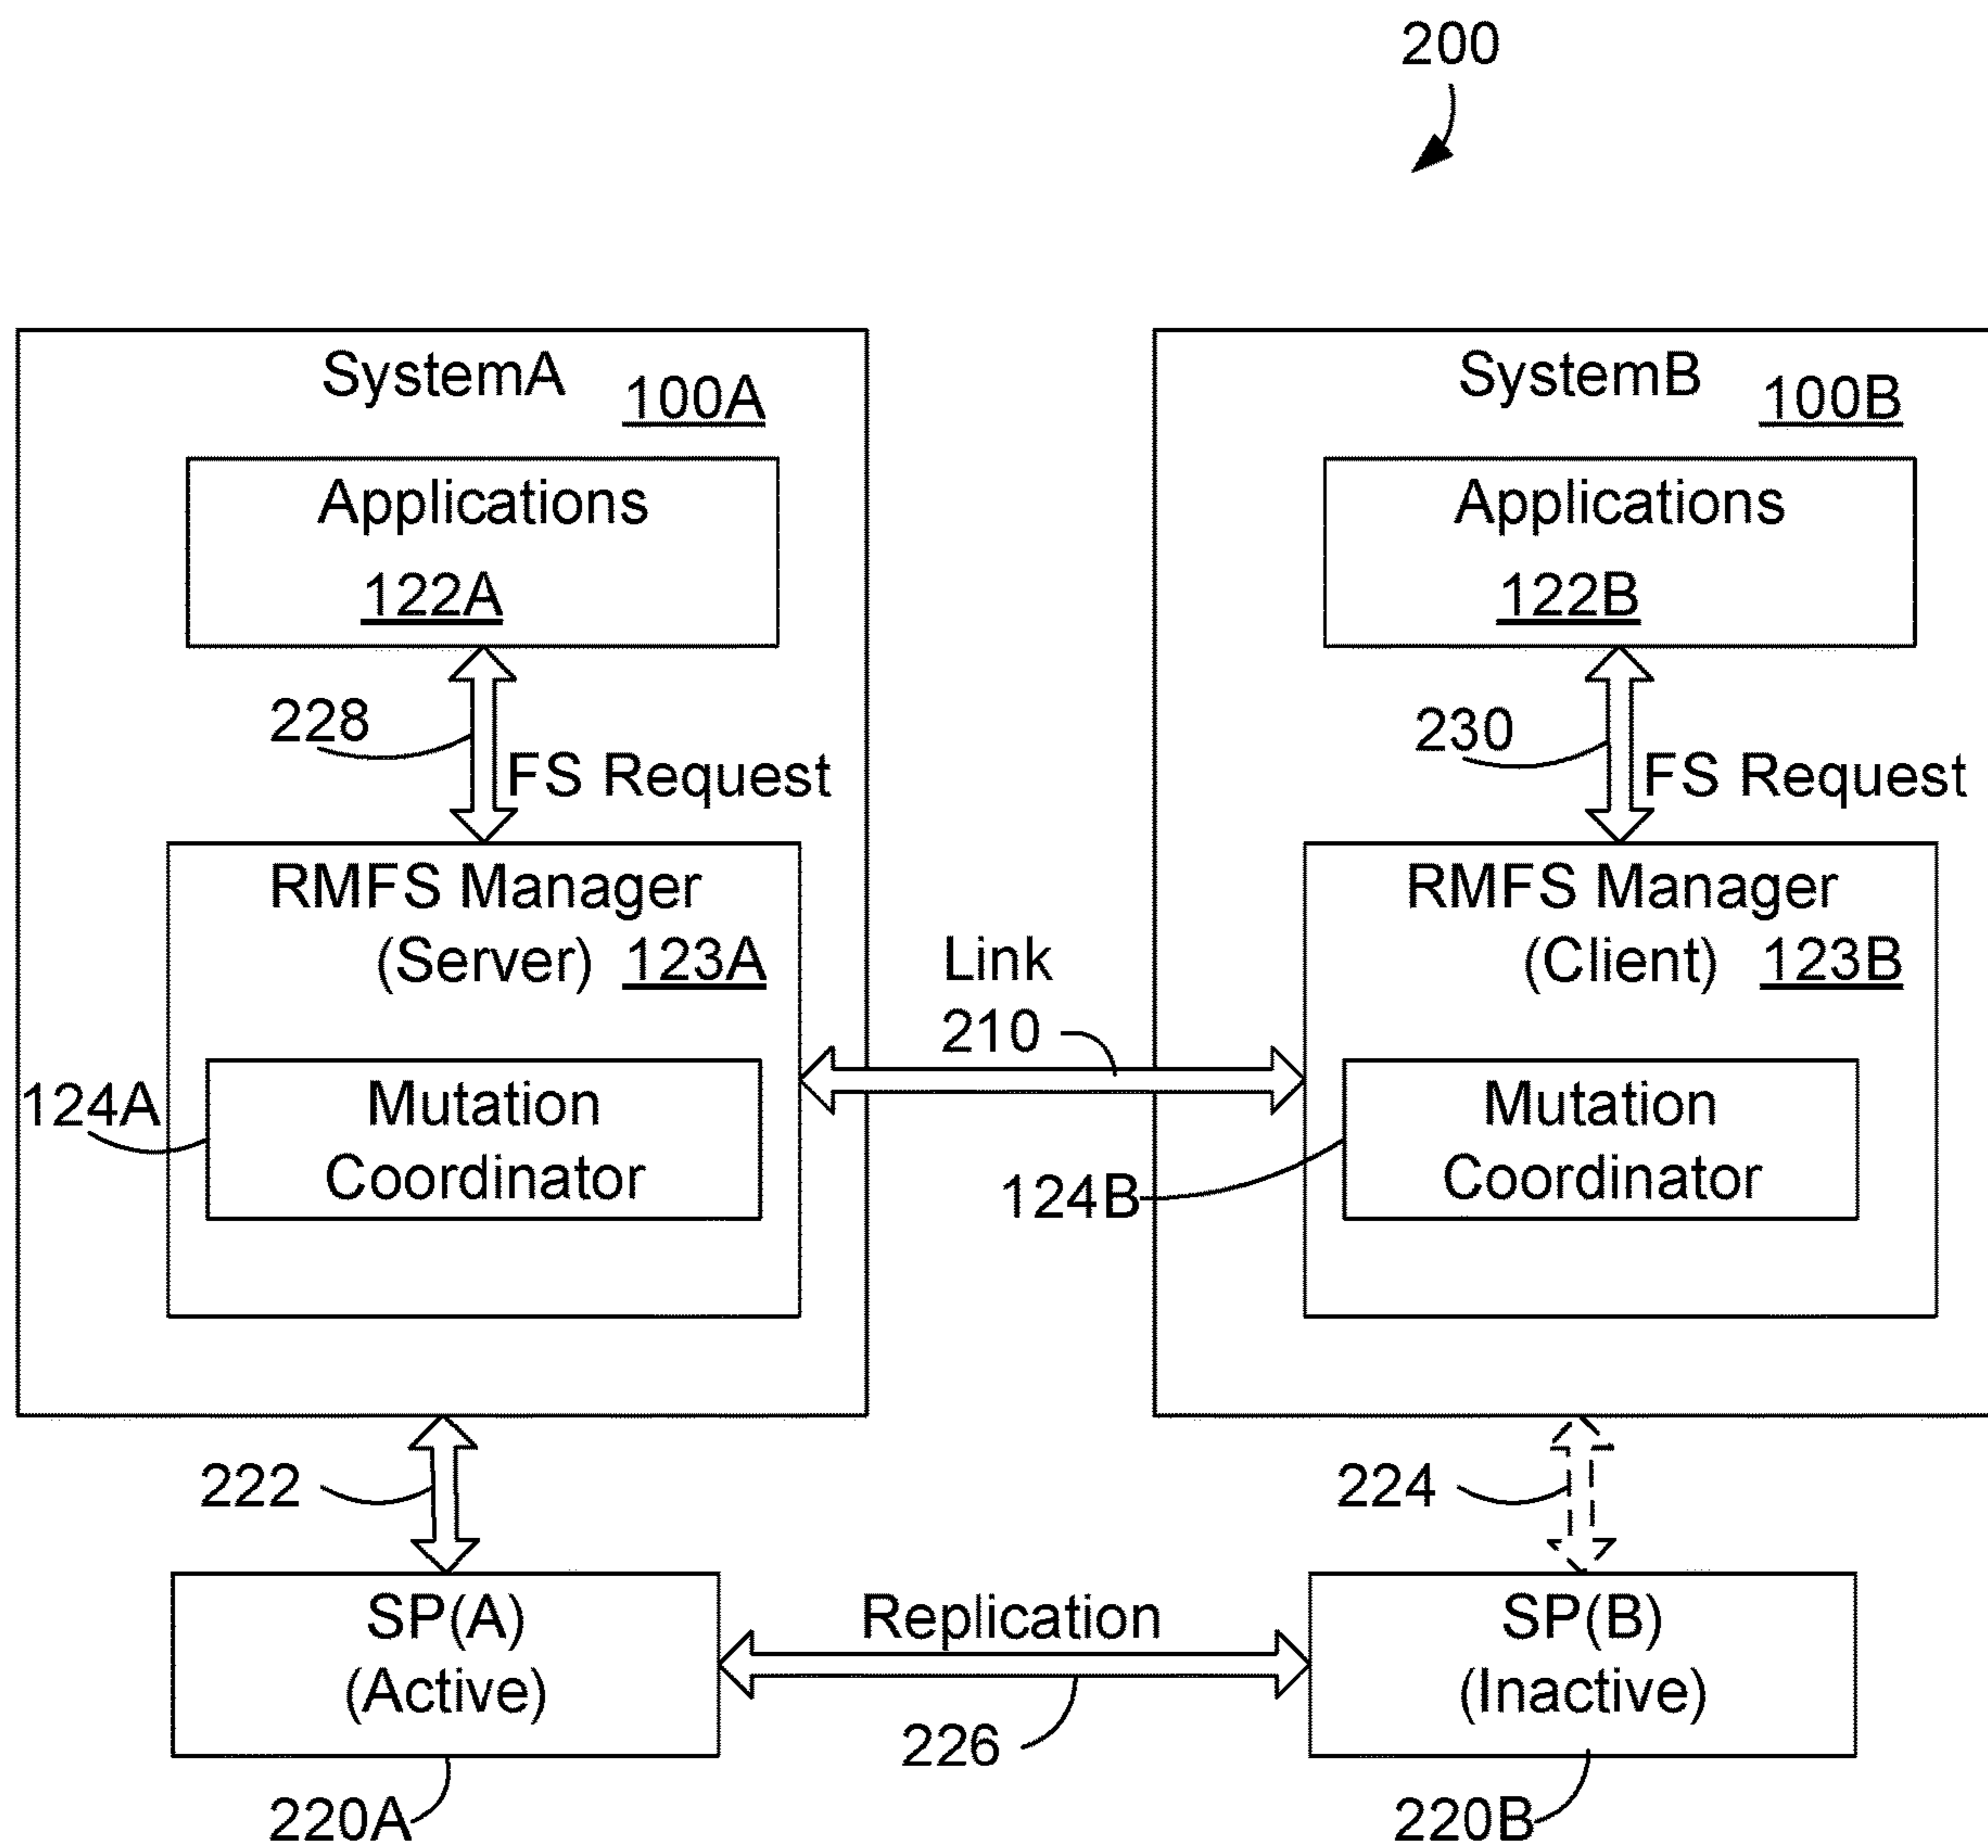 200
SystemA
100A
Applications
122A
228
FS Request
RMFS Manager
(Server) 123A
124A
Mutation
Coordinator
Link
210
SystemB
100B
Applications
122B
230
FS Request
RMFS Manager
(Client) 123B
124B
Mutation
Coordinator
222
224
SP(A)
(Active)
220A
Replication
226
SP(B)
(Inactive)
220B